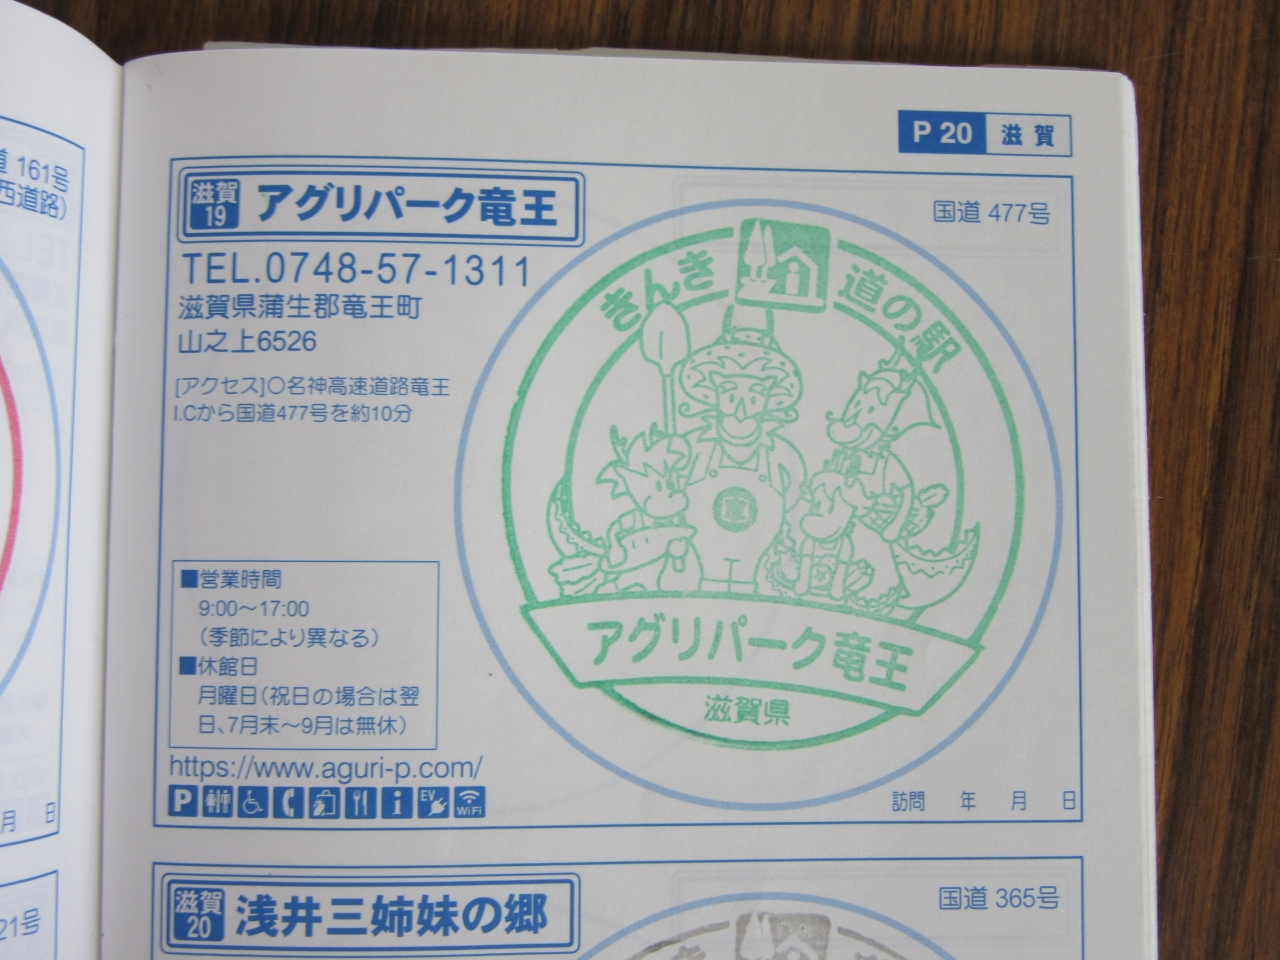 道 161号
西道路)
月 日
21号
P 20 滋賀
滋賀 19 アグリパーク竜王
国道 477号
TEL.0748-57-1311
滋賀県蒲生郡竜王町
山之上6526
[アクセス]○名神高速道路竜王
I.Cから国道477号を約10分
きんき 道の駅
竜
アグリパーク竜王
滋賀県
■営業時間
9:00～17:00
(季節により異なる)
■休館日
月曜日(祝日の場合は翌
日、7月末～9月は無休)
https://www.aguri-p.com/
P EV WiFi
訪問 年 月 日
滋賀 20 浅井三姉妹の郷
国道 365号